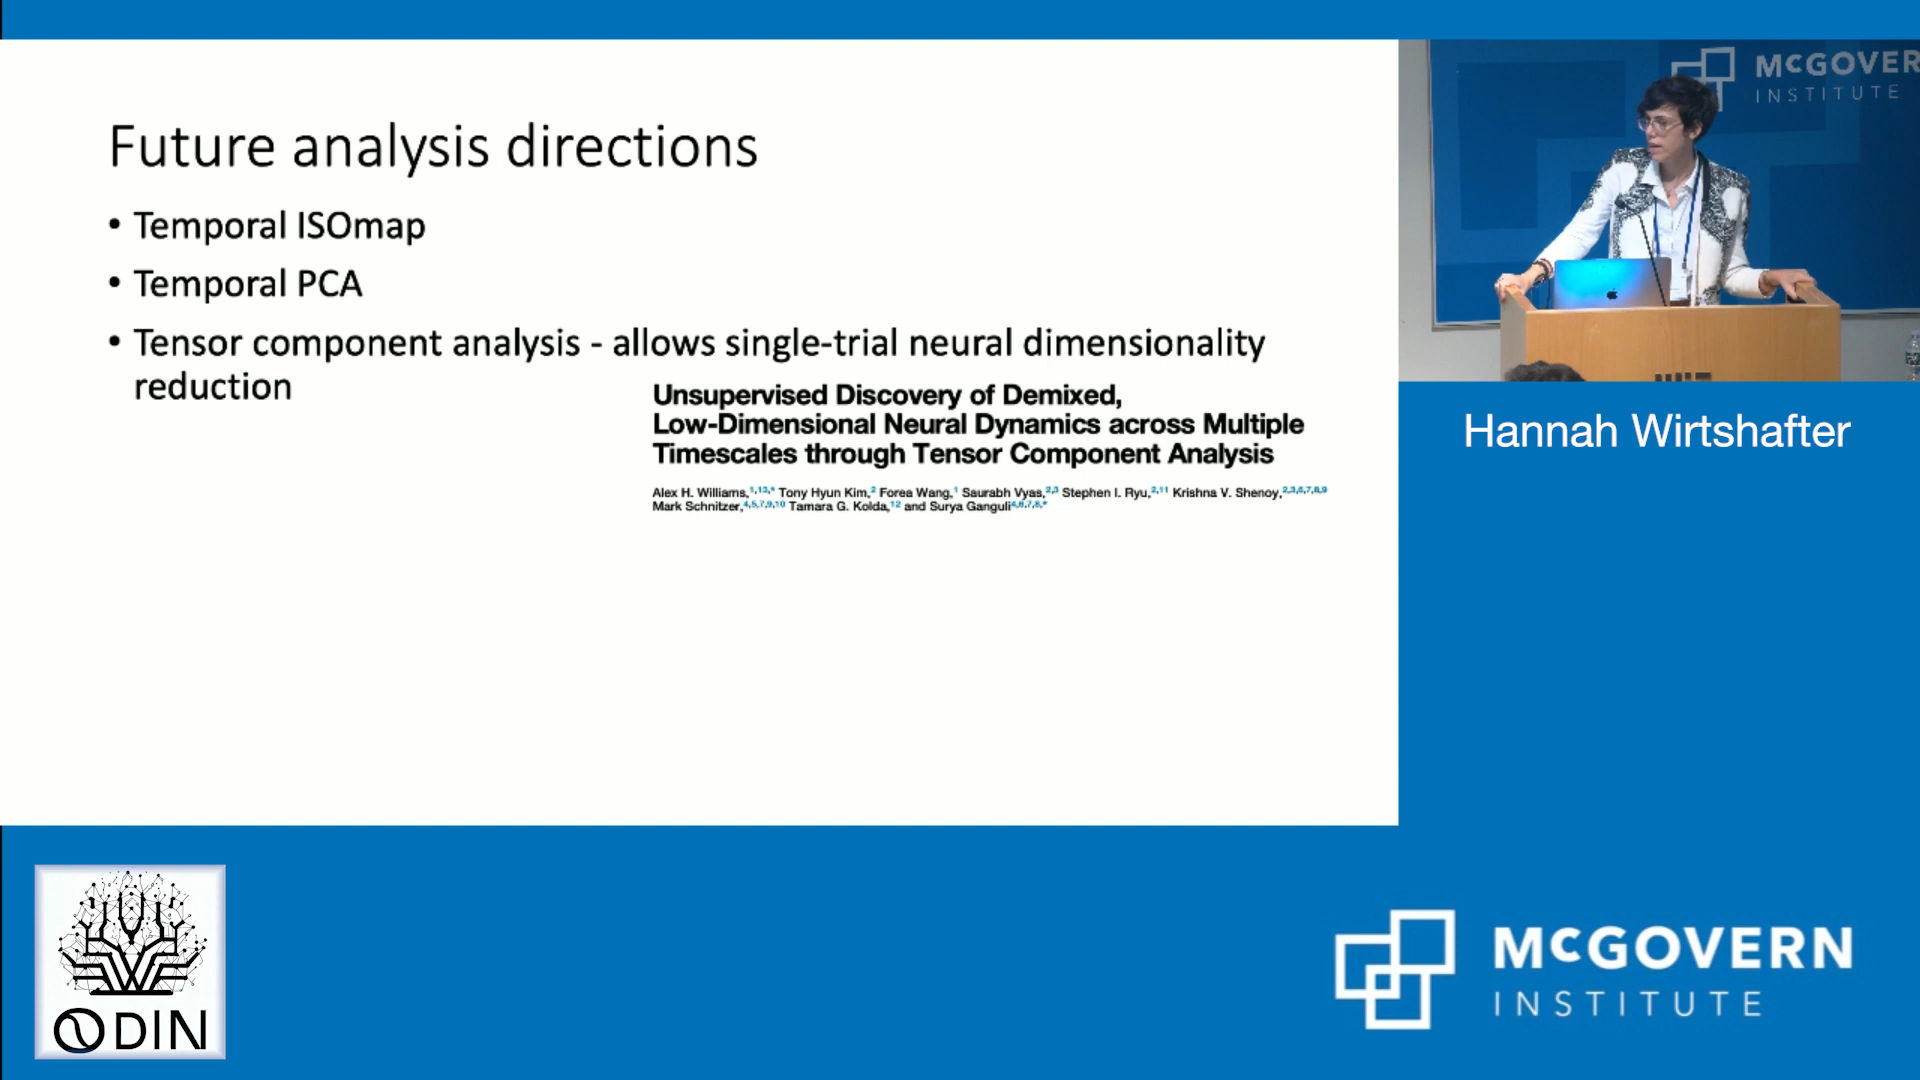 Future analysis directions
• Temporal ISOmap
• Temporal PCA
• Tensor component analysis - allows single-trial neural dimensionality
reduction
Unsupervised Discovery of Demixed,
Low-Dimensional Neural Dynamics across Multiple
Timescales through Tensor Component Analysis
Alex H. Williams,1,13,* Tony Hyun Kim,2 Forea Wang,1 Saurabh Vyas,2,3 Stephen I. Ryu,2,11 Krishna V. Shenoy,2,3,6,7,8,9
Mark Schnitzer,4,5,7,9,10 Tamara G. Kolda,12 and Surya Ganguli4,6,7,8,*
McGOVER
INSTITUTE
Hannah Wirtshafter
ODIN
McGOVERN
INSTITUTE